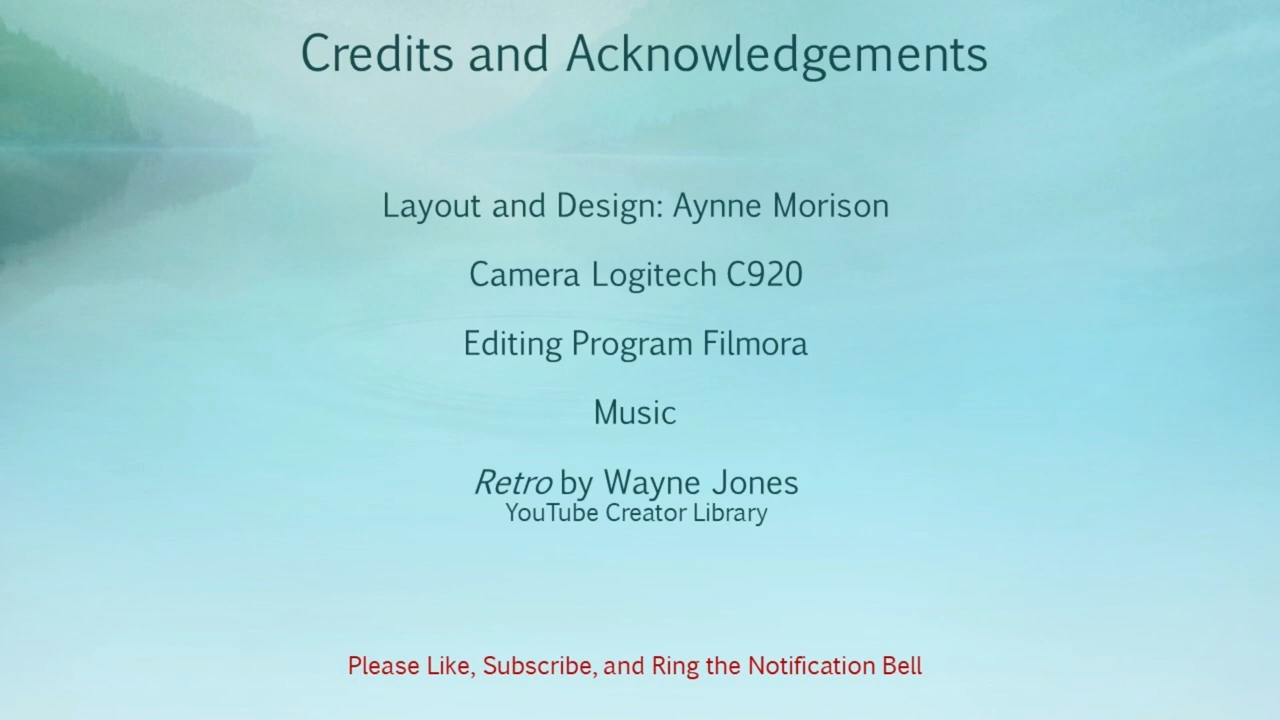 Credits and Acknowledgements
Layout and Design: Aynne Morison
Camera Logitech C920
Editing Program Filmora
Music
Retro by Wayne Jones
YouTube Creator Library
Please Like, Subscribe, and Ring the Notification Bell